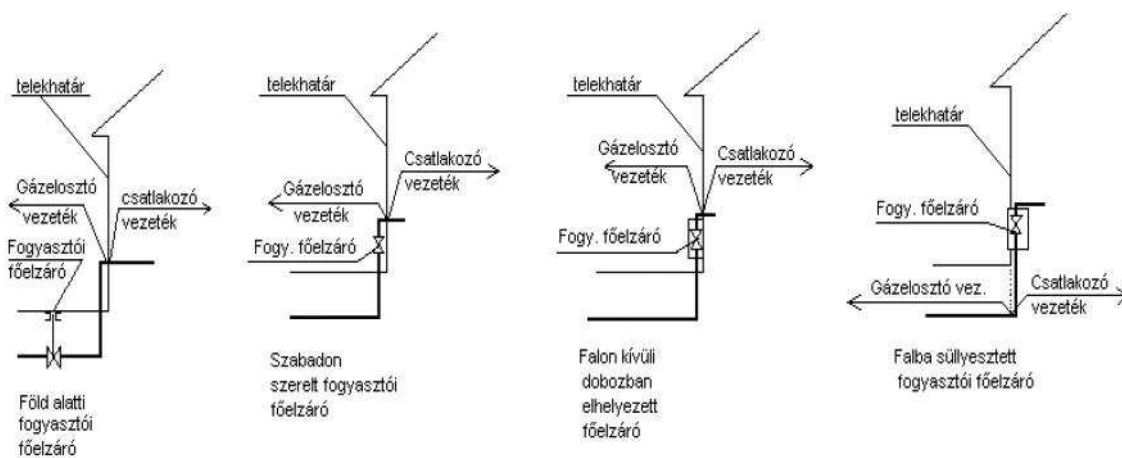 telekhatár
Gázelosztó
vezeték
csatlakozó
vezeték
Fogyasztói
főelzáró
Föld alatti
fogyasztói
főelzáró
telekhatár
Gázelosztó
vezeték
Csatlakozó
vezeték
Fogy. főelzáró
Szabadon
szerelt fogyasztói
főelzáró
telekhatár
Gázelosztó
vezeték
Csatlakozó
vezeték
Fogy. főelzáró
Falon kívüli
dobozban
elhelyezett
főelzáró
telekhatár
Fogy. főelzáró
Gázelosztó vez.
Csatlakozó
vezeték
Falba süllyesztett
fogyasztói főelzáró